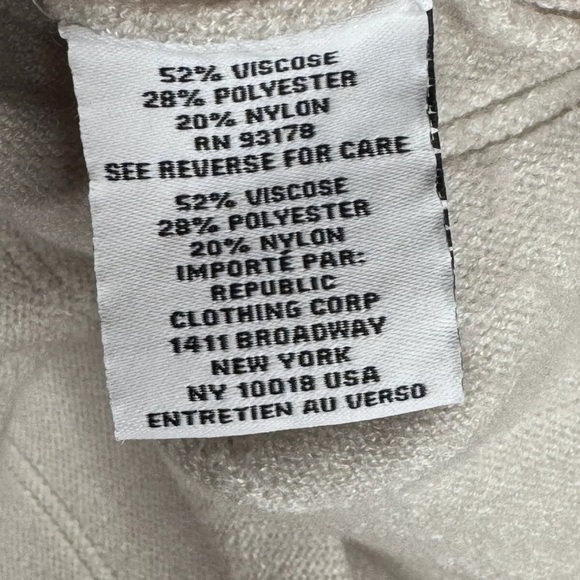 52% VISCOSE
28% POLYESTER
20% NYLON
RN 93178
SEE REVERSE FOR CARE
52% VISCOSE
28% POLYESTER
20% NYLON
IMPORTÉ PAR:
REPUBLIC
CLOTHING CORP
1411 BROADWAY
NEW YORK
NY 10018 USA
ENTRETIEN AU VERSO